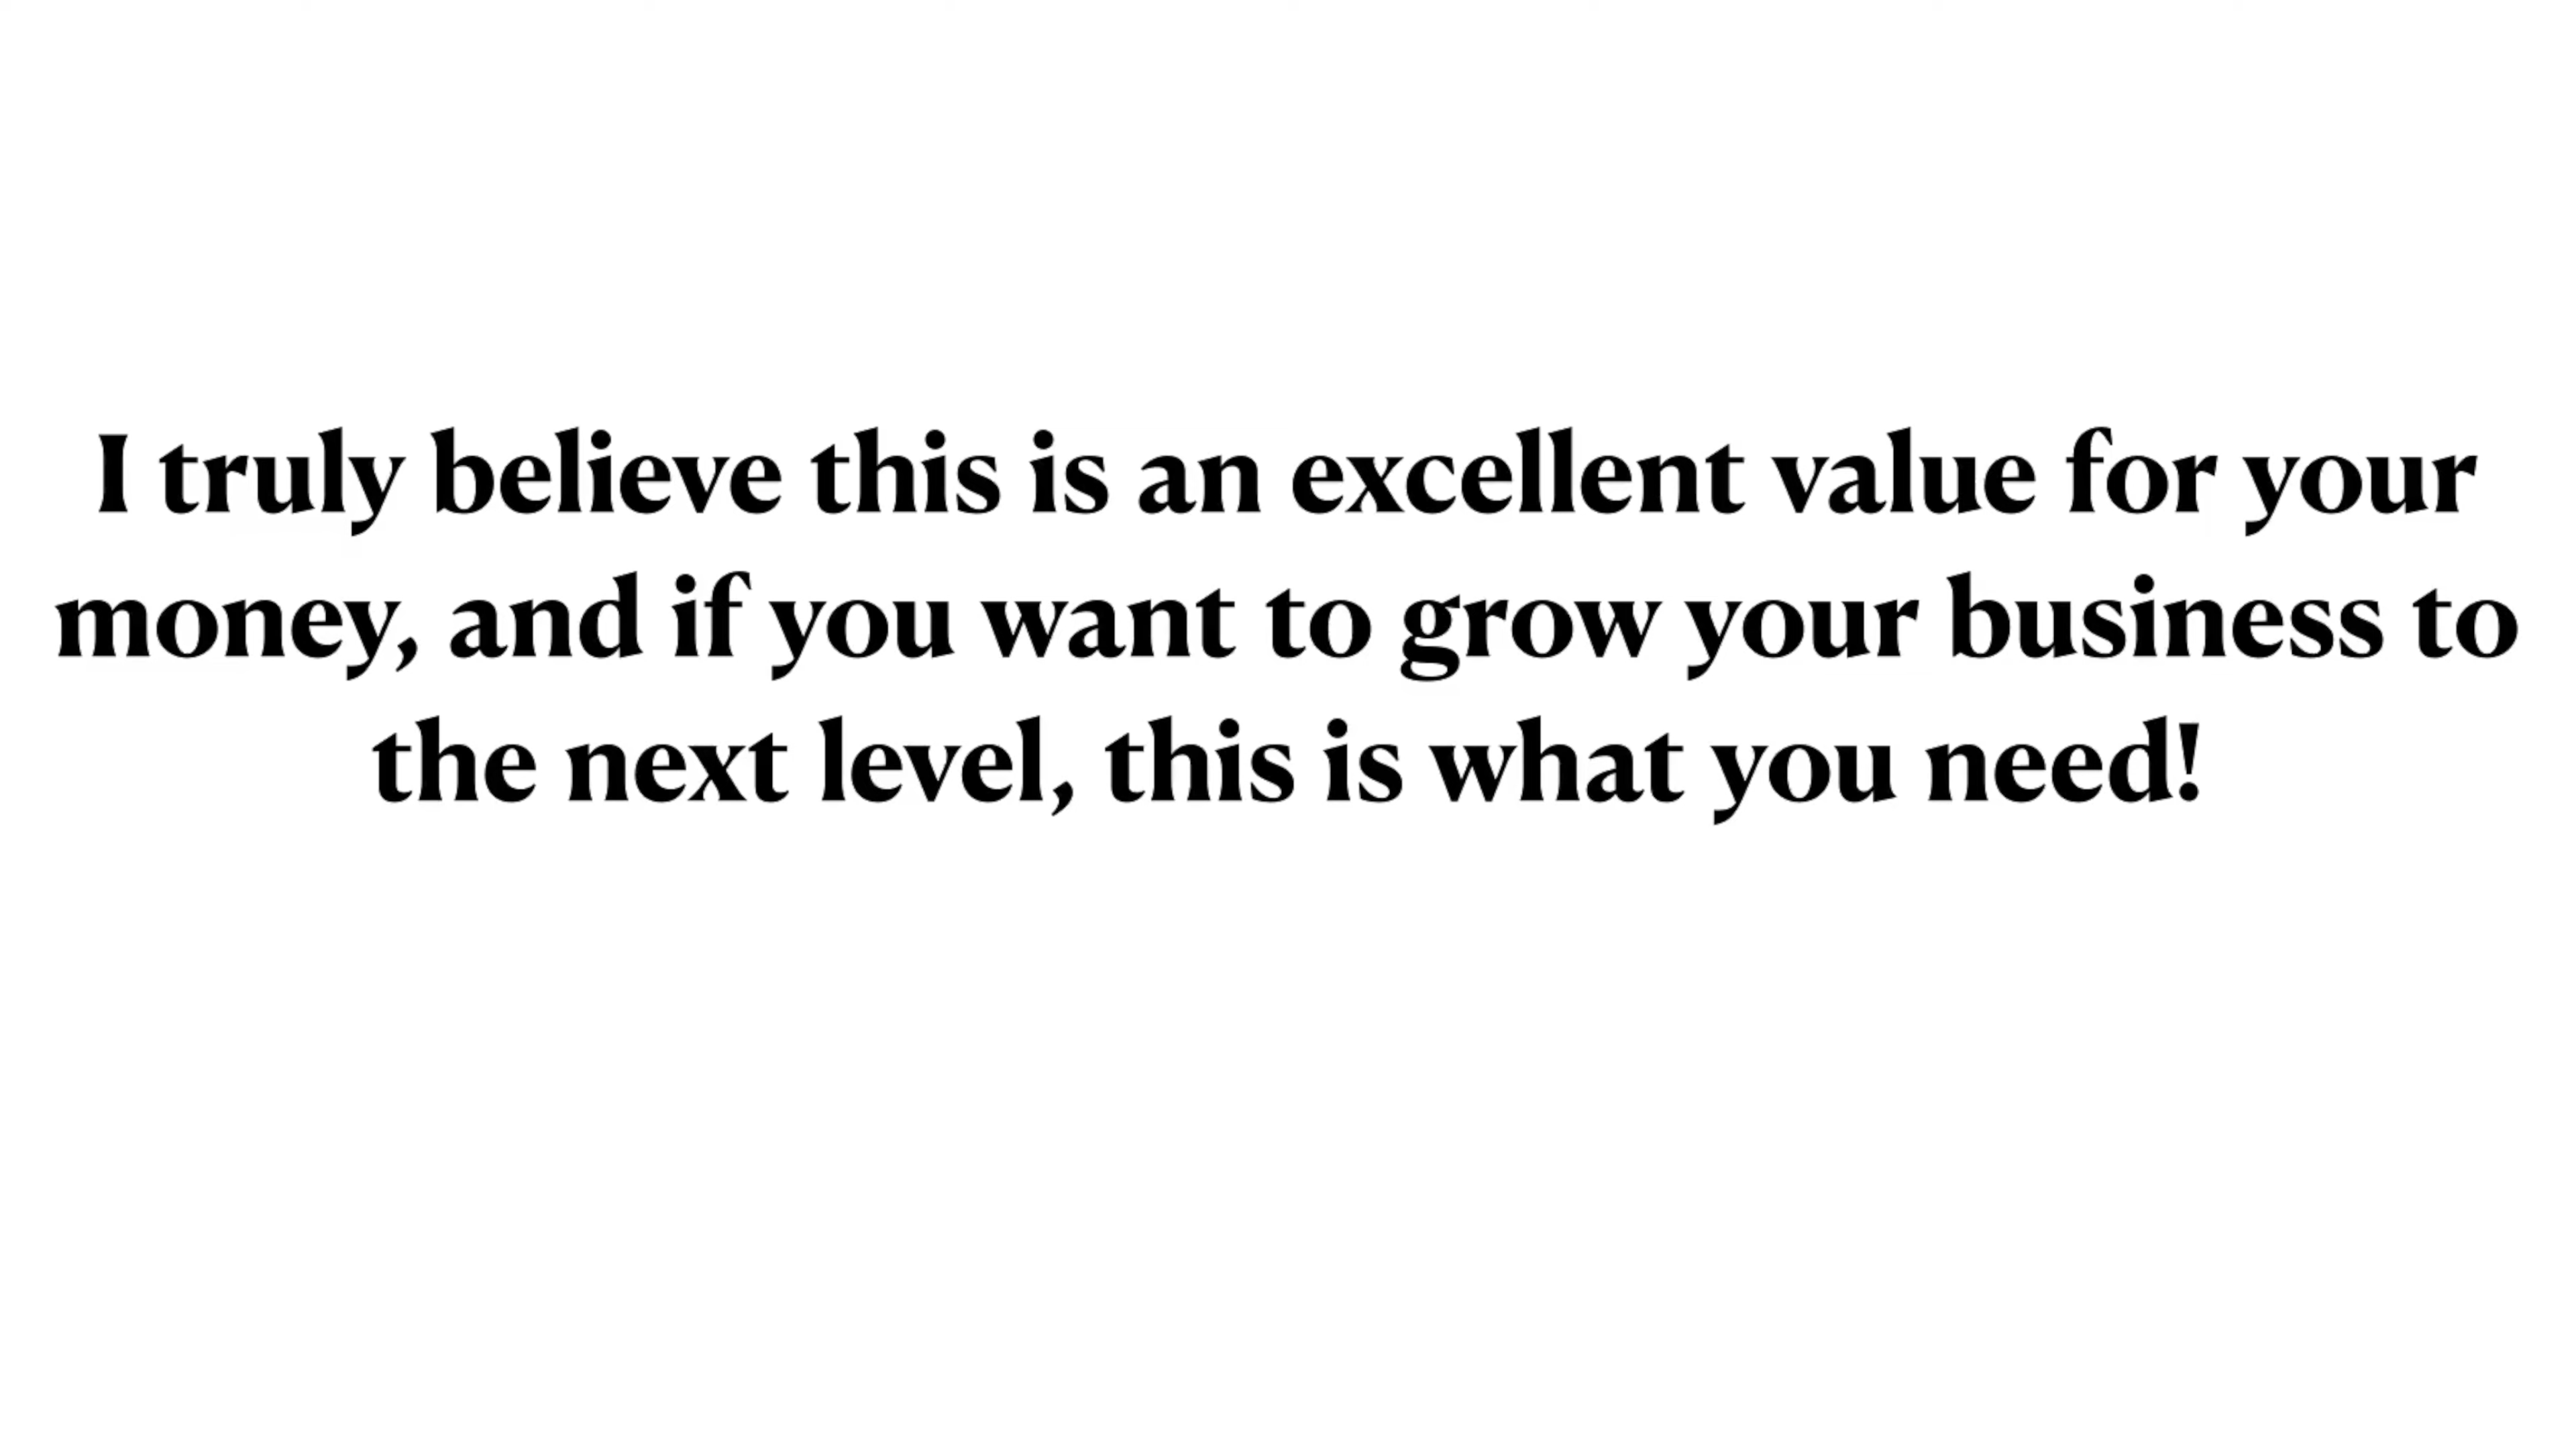 I truly believe this is an excellent value for your
money, and if you want to grow your business to
the next level, this is what you need!